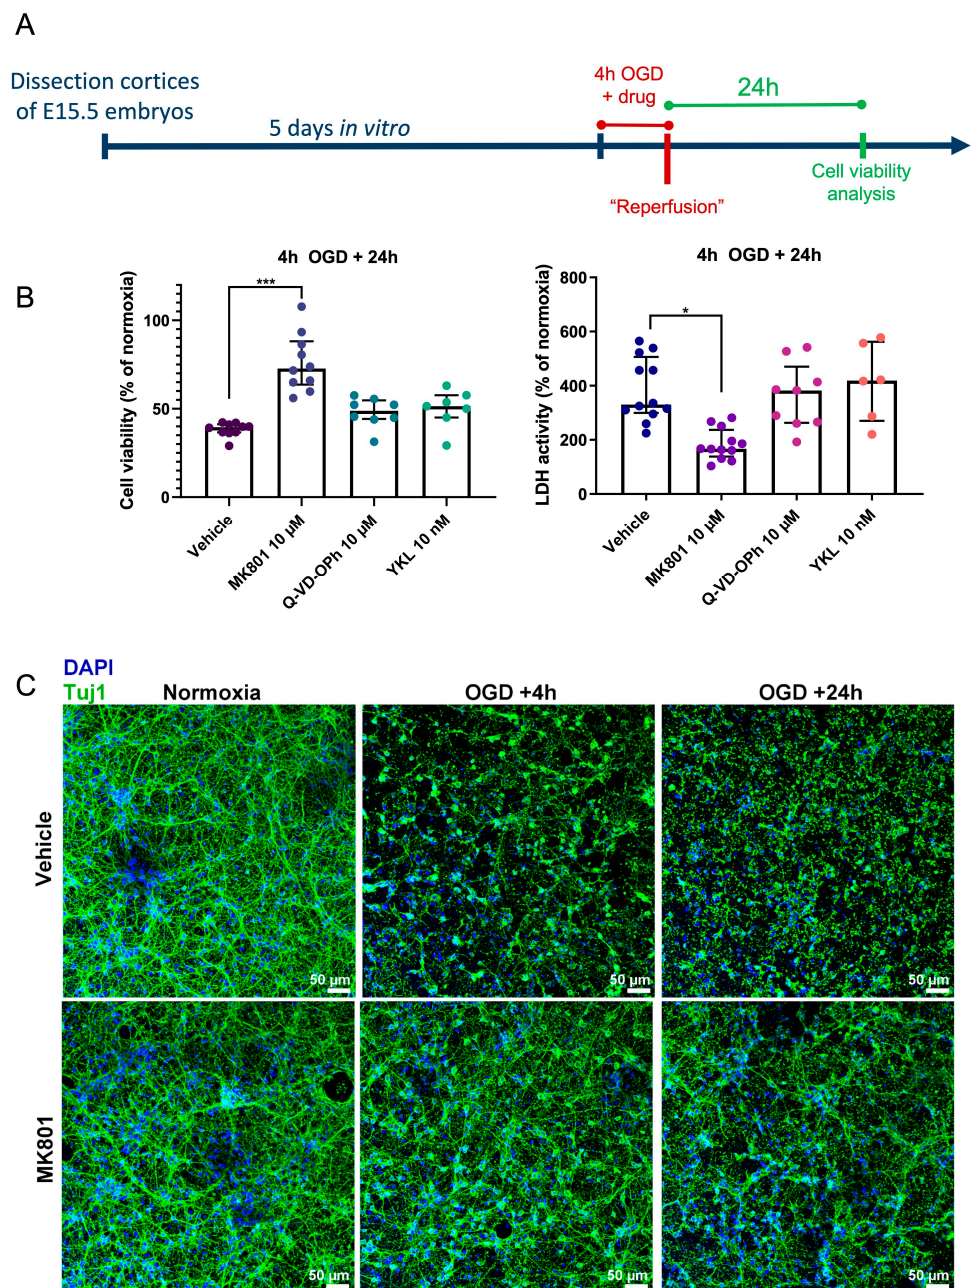 A
Dissection cortices
of E15.5 embryos
5 days in vitro
4h OGD
+ drug
24h
"Reperfusion"
Cell viability
analysis
B
4h OGD + 24h
Cell viability (% of normoxia)
100
50
0
***
Vehicle
MK801 10 µM
Q-VD-OPh 10 µM
YKL 10 nM
4h OGD + 24h
LDH activity (% of normoxia)
800
600
400
200
0
*
Vehicle
MK801 10 µM
Q-VD-OPh 10 µM
YKL 10 nM
C
DAPI
Tuj1
Normoxia
OGD +4h
OGD +24h
Vehicle
50 µm
50 µm
50 µm
MK801
50 µm
50 µm
50 µm